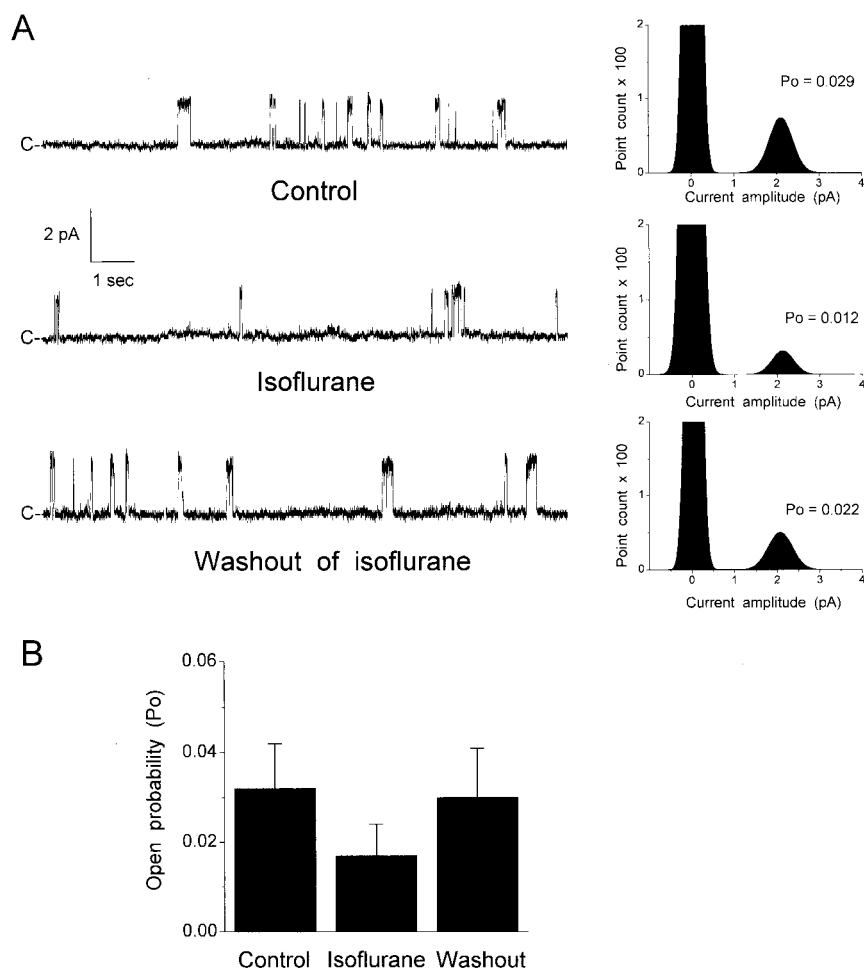 A
C-
Control
2 pA
1 sec
C-
Isoflurane
C-
Washout of isoflurane
2
1
0
Point count x 100
Po = 0.029
0 1 2 3 4
Current amplitude (pA)
2
1
0
Point count x 100
Po = 0.012
0 1 2 3 4
Current amplitude (pA)
2
1
0
Point count x 100
Po = 0.022
0 1 2 3 4
Current amplitude (pA)
B
0.06
0.04
0.02
0.00
Open probability (Po)
Control Isoflurane Washout